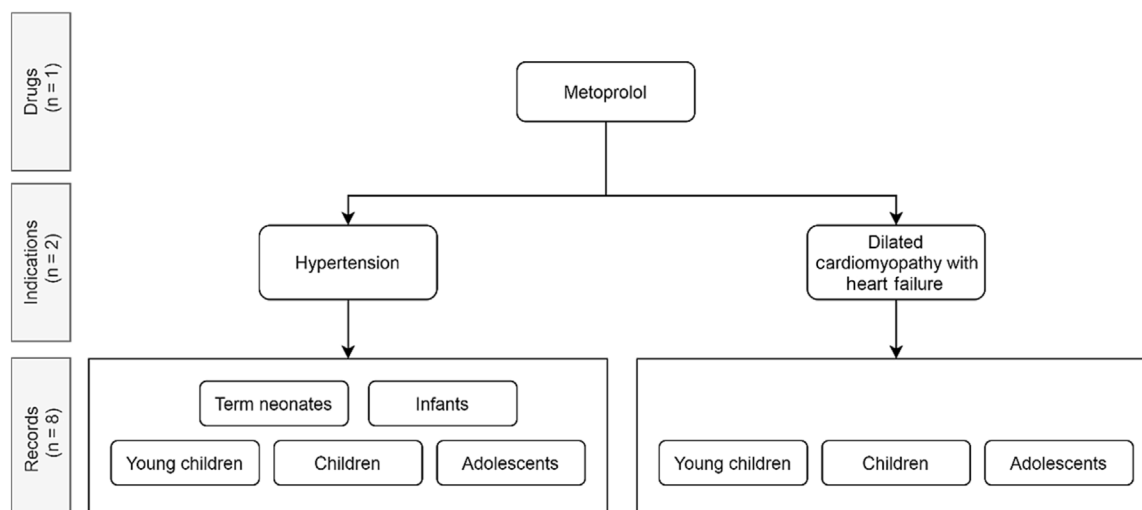 Drugs
(n = 1)
Metoprolol
Indications
(n = 2)
Hypertension
Dilated
cardiomyopathy with
heart failure
Records
(n = 8)
Term neonates
Infants
Young children
Children
Adolescents
Young children
Children
Adolescents